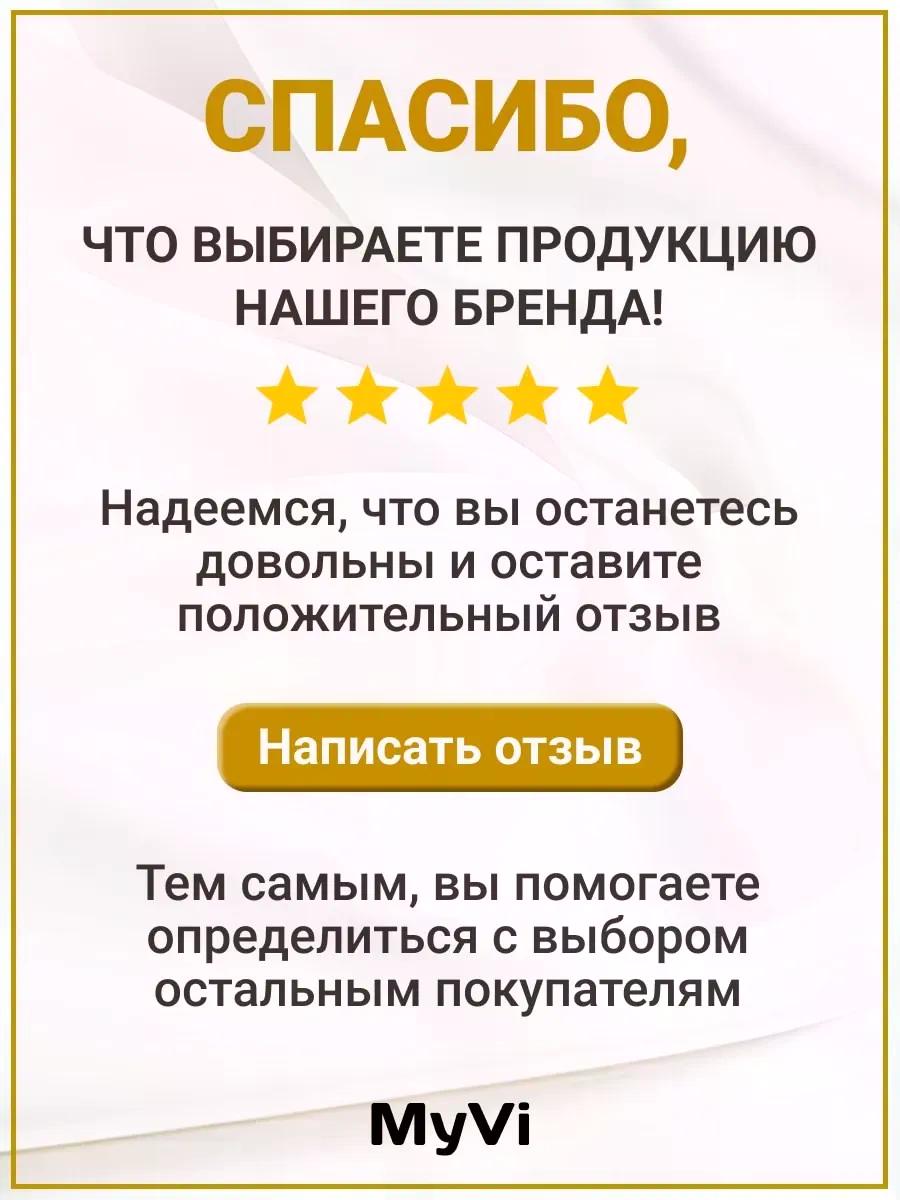 СПАСИБО,
ЧТО ВЫБИРАЕТЕ ПРОДУКЦИЮ
НАШЕГО БРЕНДА!
Надеемся, что вы останетесь
довольны и оставите
положительный отзыв
Написать отзыв
Тем самым, вы помогаете
определиться с выбором
остальным покупателям
MyVi